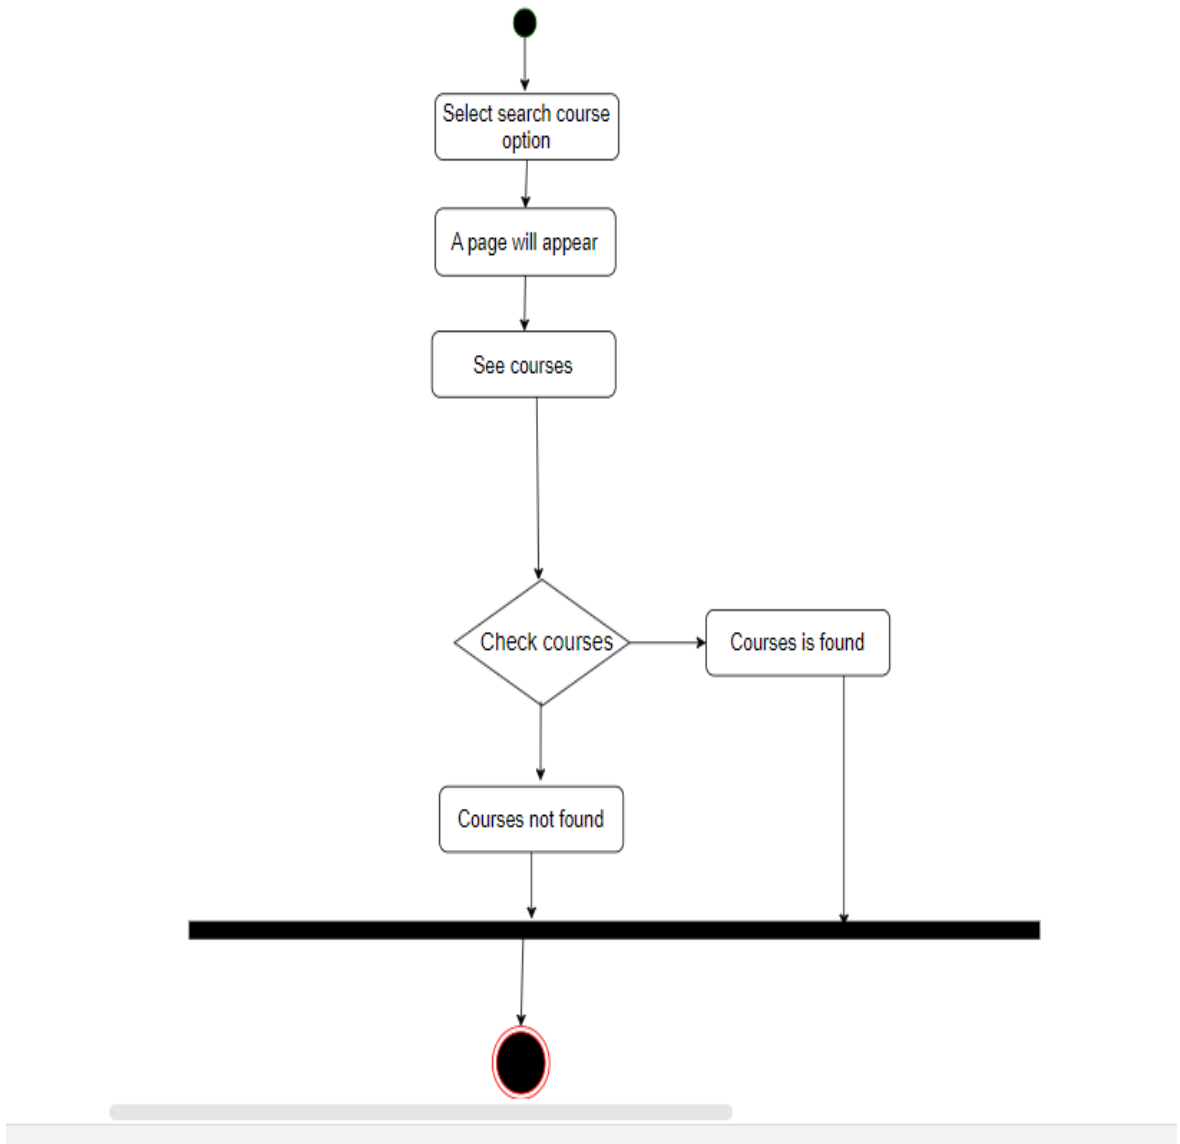 Select search course
option
A page will appear
See courses
Check courses
Courses is found
Courses not found